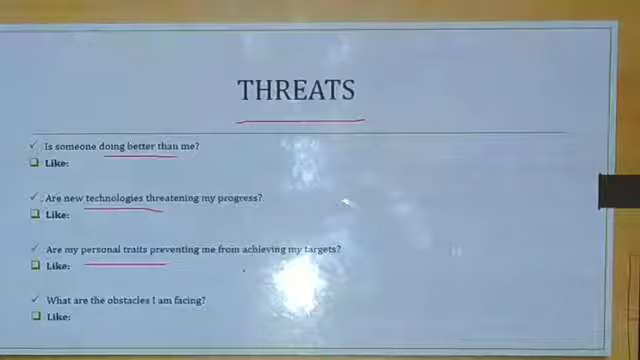 THREATS
✓ Is someone doing better than me?
❑ Like:
✓ Are new technologies threatening my progress?
❑ Like:
✓ Are my personal traits preventing me from achieving my targets?
❑ Like:
✓ What are the obstacles I am facing?
❑ Like: